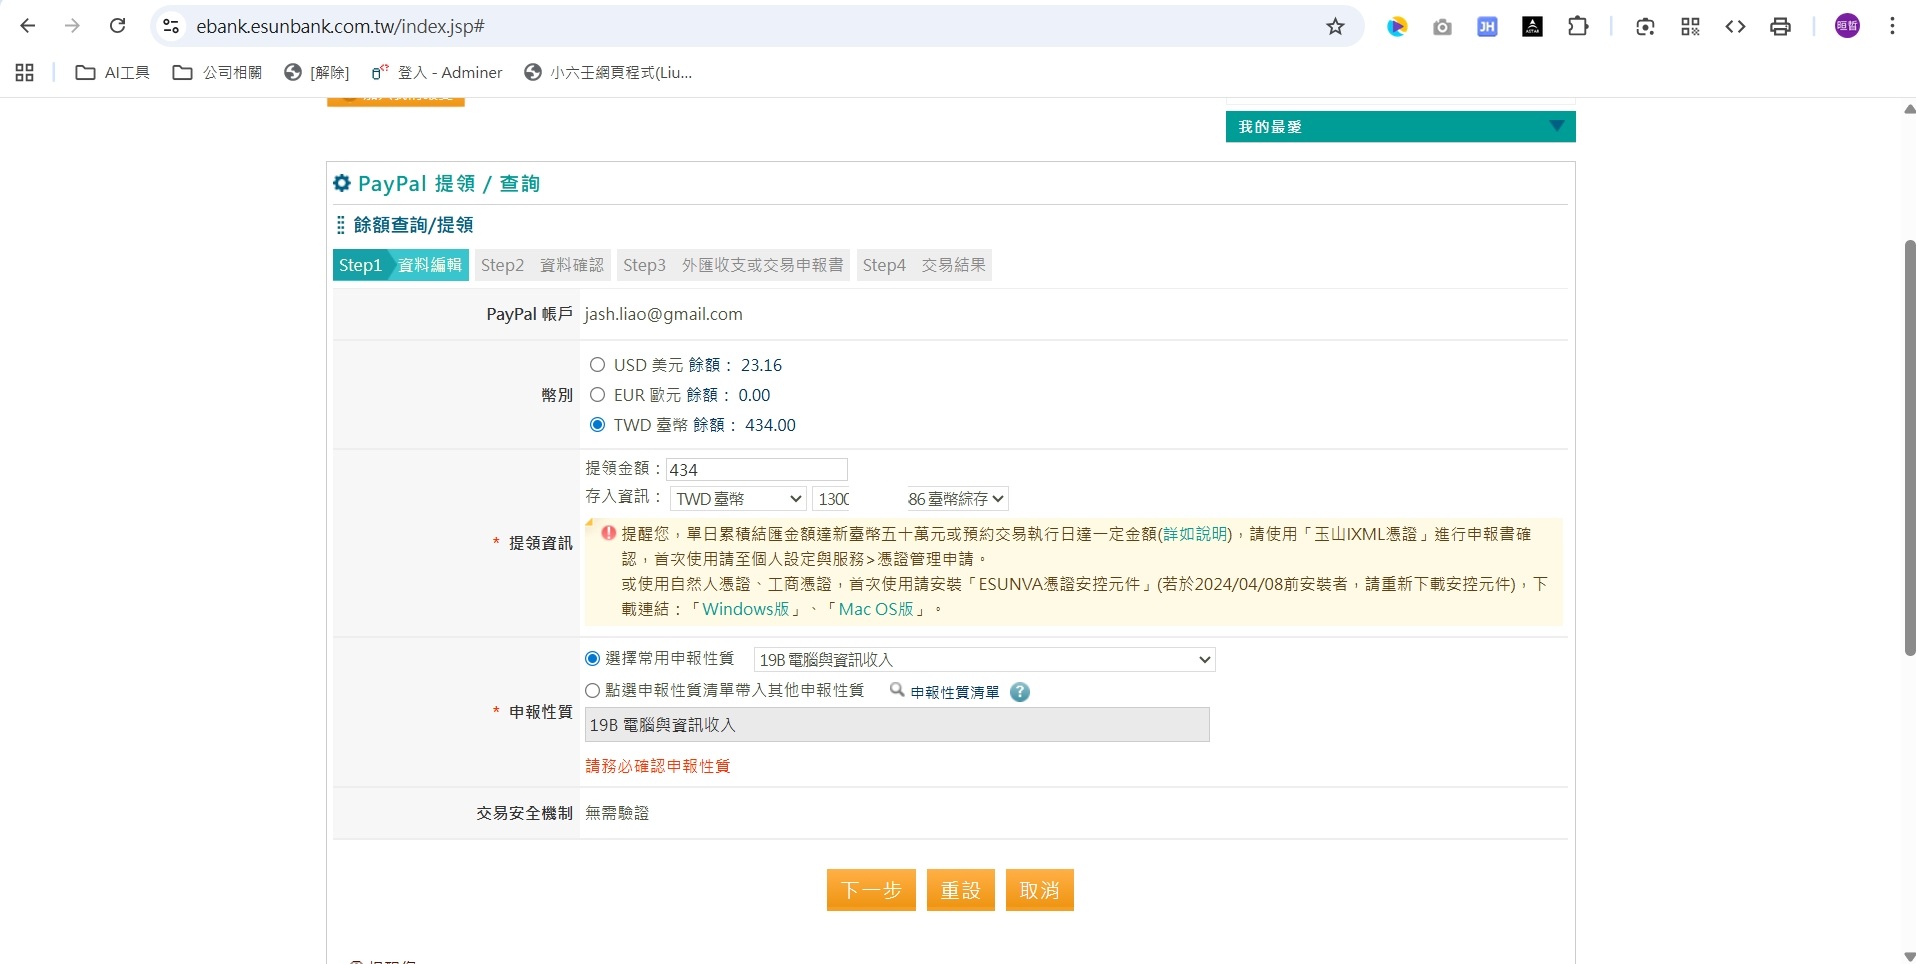 ebank.esunbank.com.tw/index.jsp#
AI工具 公司相關 [解除] 登入 - Adminer 小六壬網頁程式(Liu...
我的最愛
PayPal 提領 / 查詢
餘額查詢/提領
Step1 資料編輯 Step2 資料確認 Step3 外匯收支或交易申報書 Step4 交易結果
PayPal 帳戶 jash.liao@gmail.com
幣別
USD 美元 餘額： 23.16
EUR 歐元 餘額： 0.00
TWD 臺幣 餘額： 434.00
* 提領資訊
提領金額：434
存入資訊： TWD 臺幣 1300 86 臺幣綜存
提醒您，單日累積結匯金額達新臺幣五十萬元或預約交易執行日達一定金額(詳如說明)，請使用「玉山IXML憑證」進行申報書確
認，首次使用請至個人設定與服務>憑證管理申請。
或使用自然人憑證、工商憑證，首次使用請安裝「ESUNVA憑證安控元件」(若於2024/04/08前安裝者，請重新下載安控元件)，下
載連結：「Windows版」、「Mac OS版」。
* 申報性質
選擇常用申報性質 19B 電腦與資訊收入
點選申報性質清單帶入其他申報性質 申報性質清單 ?
19B 電腦與資訊收入
請務必確認申報性質
交易安全機制 無需驗證
下一步 重設 取消